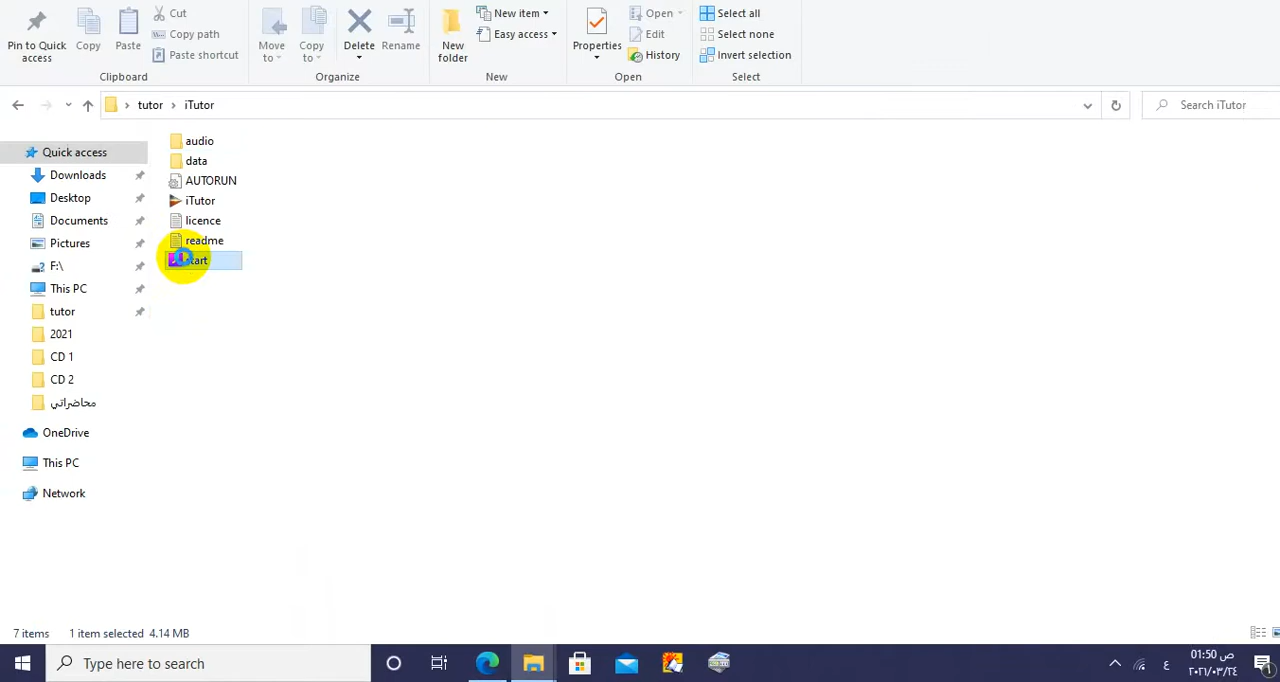 Pin to Quick access
Copy
Paste
Cut
Copy path
Paste shortcut
Clipboard
Move to
Copy to
Delete
Rename
Organize
New folder
New item
Easy access
New
Properties
Open
Edit
History
Open
Select all
Select none
Invert selection
Select
tutor › iTutor
Search iTutor
Quick access
Downloads
Desktop
Documents
Pictures
F:\
This PC
tutor
2021
CD 1
CD 2
محاضراتي
OneDrive
This PC
Network
audio
data
AUTORUN
iTutor
licence
readme
7 items
1 item selected 4.14 MB
Type here to search
ع
01:50 ص
٢٠٢١/٠٣/٢٤
1